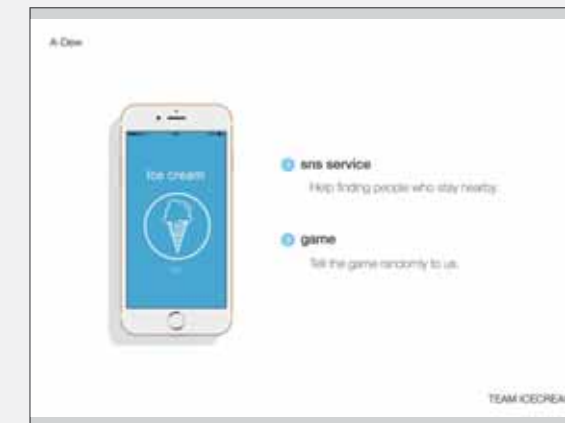 A-Dew
Ice cream
sns service
Help finding people who stay nearby.
game
Tell the game randomly to us.
TEAM ICECREA